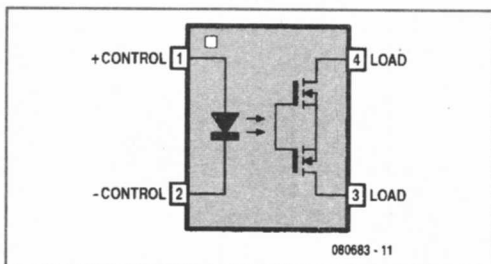 +CONTROL 1
4 LOAD
-CONTROL 2
3 LOAD
080683 - 11